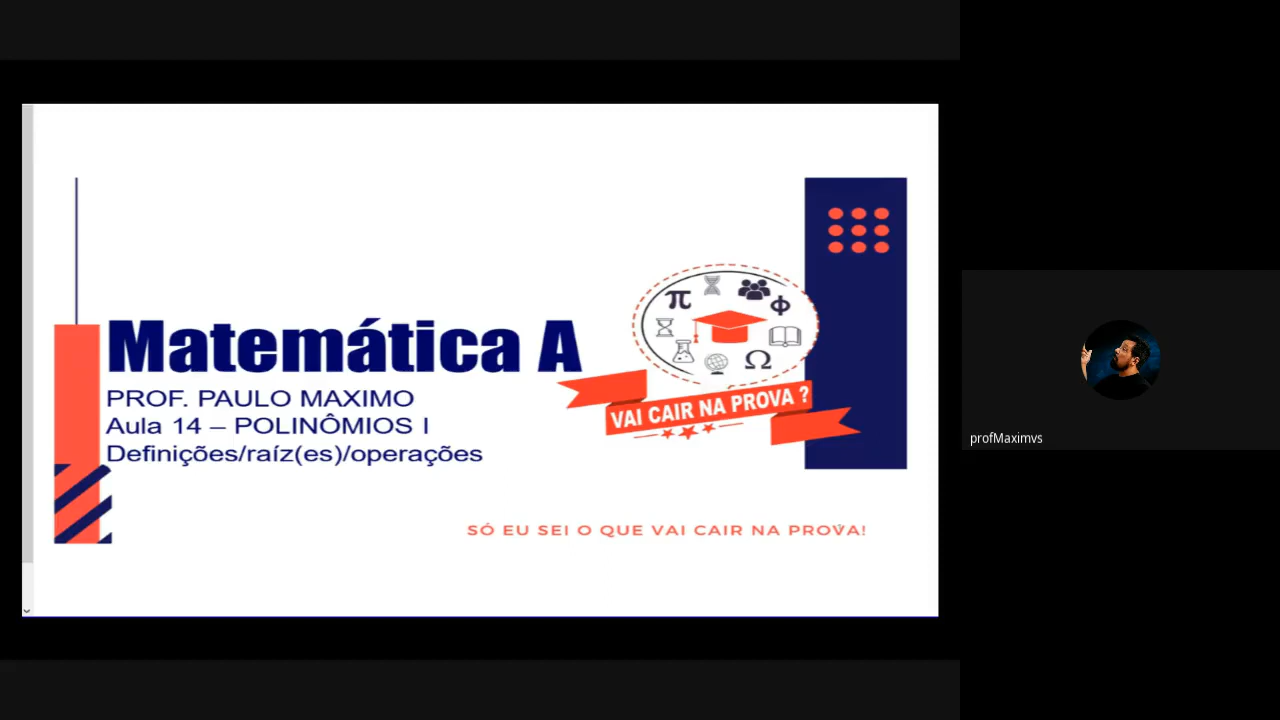 Matemática A
PROF. PAULO MAXIMO
Aula 14 – POLINÔMIOS I
Definições/raíz(es)/operações
π
Φ
Ω
VAI CAIR NA PROVA ?
SÓ EU SEI O QUE VAI CAIR NA PROVA!
profMaximvs